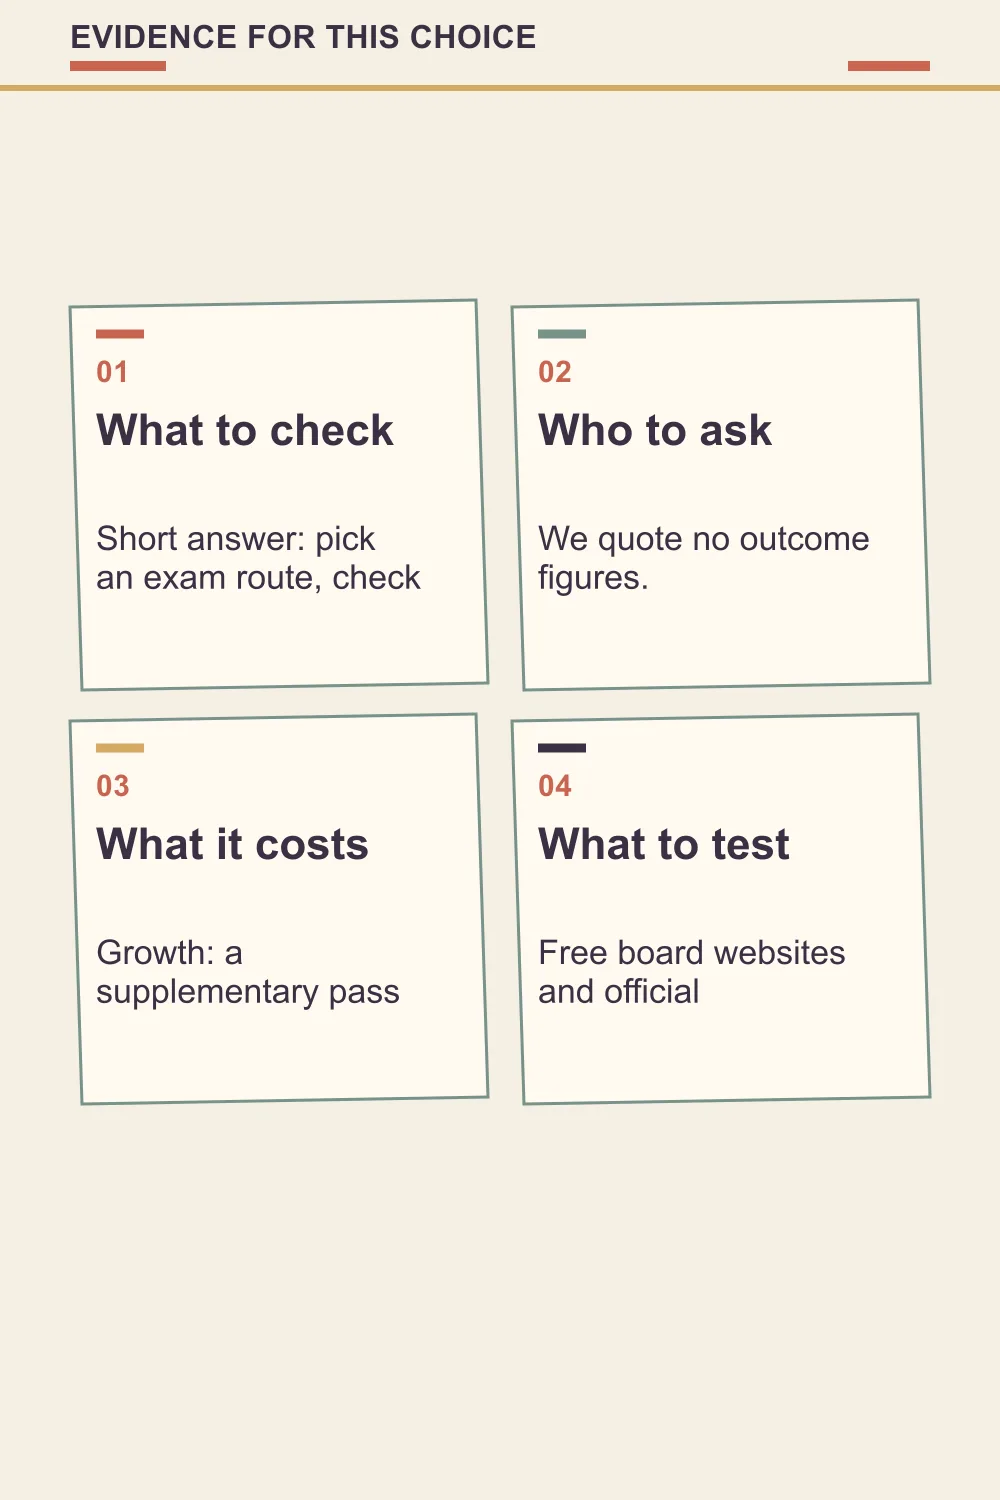 EVIDENCE FOR THIS CHOICE
01
What to check
Short answer: pick
an exam route, check
02
Who to ask
We quote no outcome
figures.
03
What it costs
Growth: a
supplementary pass
04
What to test
Free board websites
and official